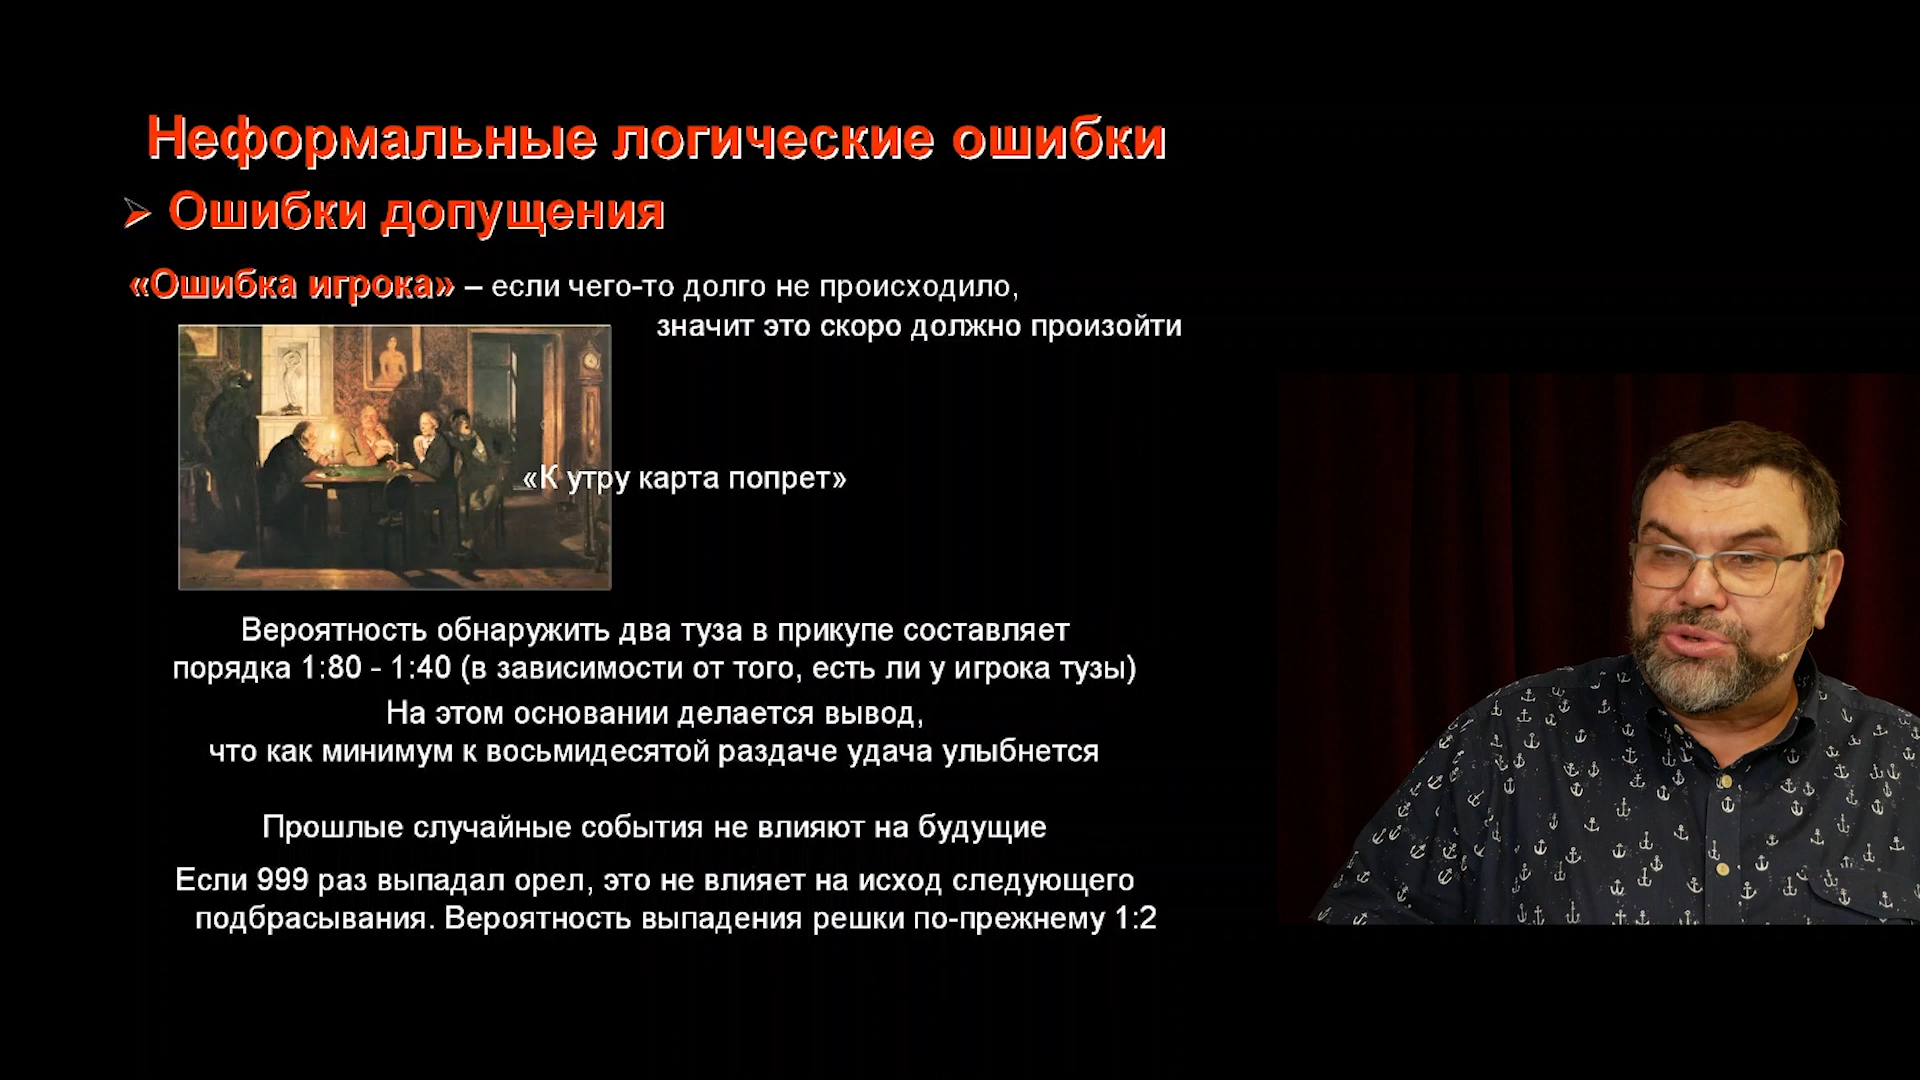 Неформальные логические ошибки
Ошибки допущения
«Ошибка игрока» – если чего-то долго не происходило,
значит это скоро должно произойти
«К утру карта попрет»
Вероятность обнаружить два туза в прикупе составляет
порядка 1:80 - 1:40 (в зависимости от того, есть ли у игрока тузы)
На этом основании делается вывод,
что как минимум к восьмидесятой раздаче удача улыбнется
Прошлые случайные события не влияют на будущие
Если 999 раз выпадал орел, это не влияет на исход следующего
подбрасывания. Вероятность выпадения решки по-прежнему 1:2